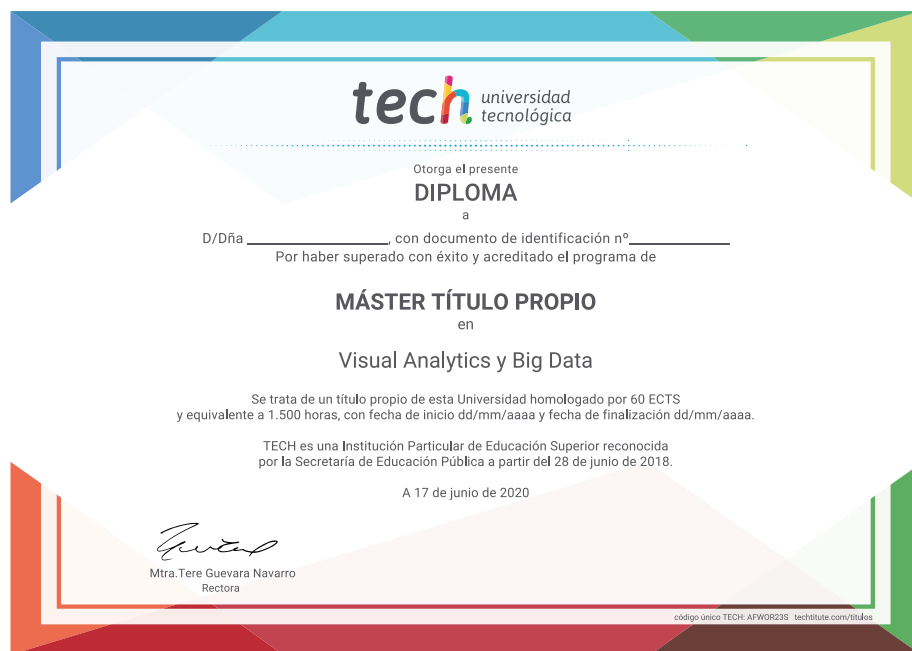 tech universidad
tecnológica
Otorga el presente
DIPLOMA
a
D/Dña ____________________, con documento de identificación nº______________
Por haber superado con éxito y acreditado el programa de
MÁSTER TÍTULO PROPIO
en
Visual Analytics y Big Data
Se trata de un título propio de esta Universidad homologado por 60 ECTS
y equivalente a 1.500 horas, con fecha de inicio dd/mm/aaaa y fecha de finalización dd/mm/aaaa.
TECH es una Institución Particular de Educación Superior reconocida
por la Secretaría de Educación Pública a partir del 28 de junio de 2018.
A 17 de junio de 2020
Mtra.Tere Guevara Navarro
Rectora
código único TECH: AFWOR23S techtitute.com/titulos